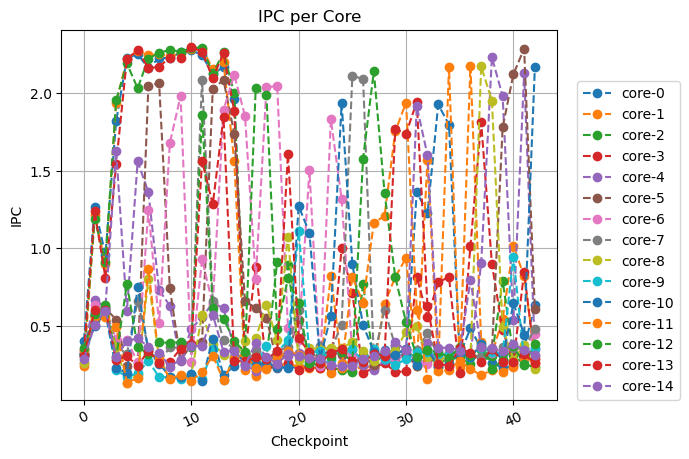 IPC per Core
IPC
2.0
1.5
1.0
0.5
0
10
20
30
40
Checkpoint
core-0
core-1
core-2
core-3
core-4
core-5
core-6
core-7
core-8
core-9
core-10
core-11
core-12
core-13
core-14